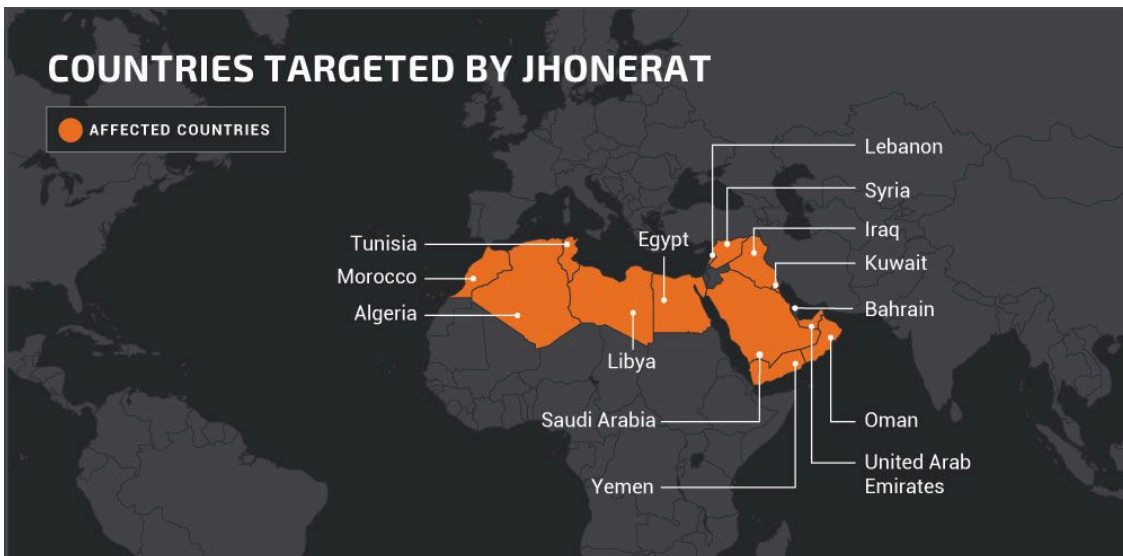 COUNTRIES TARGETED BY JHONERAT
AFFECTED COUNTRIES
Lebanon
Syria
Iraq
Kuwait
Bahrain
Tunisia
Morocco
Algeria
Egypt
Libya
Saudi Arabia
Yemen
Oman
United Arab
Emirates